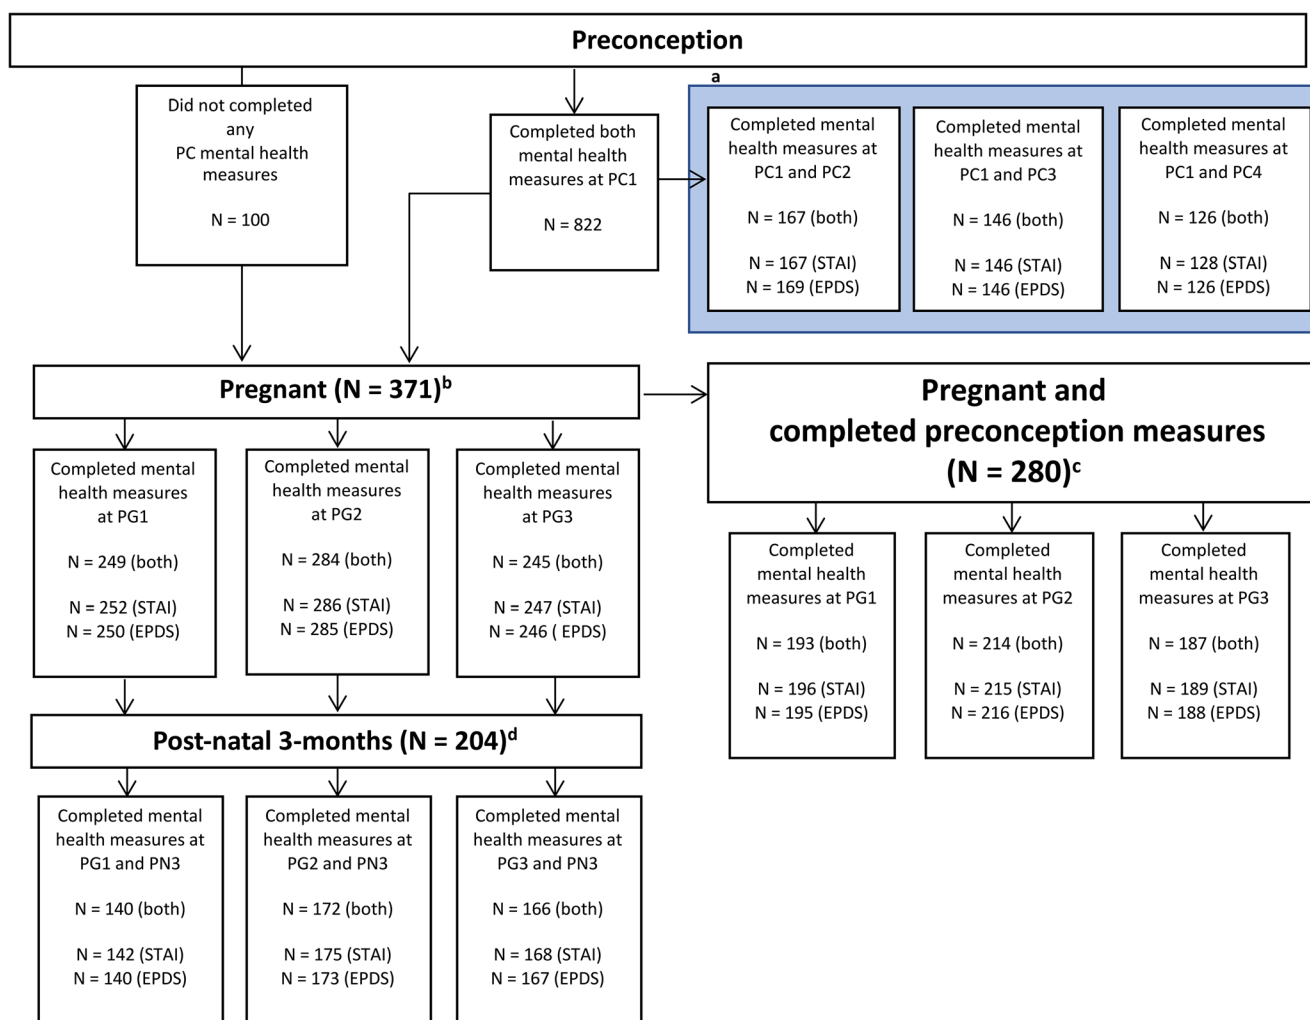 Preconception
a
Did not completed
any
PC mental health
measures
N = 100
Completed both
mental health
measures at PC1
N = 822
Completed mental
health measures at
PC1 and PC2
N = 167 (both)
N = 167 (STAI)
N = 169 (EPDS)
Completed mental
health measures at
PC1 and PC3
N = 146 (both)
N = 146 (STAI)
N = 146 (EPDS)
Completed mental
health measures at
PC1 and PC4
N = 126 (both)
N = 128 (STAI)
N = 126 (EPDS)
Pregnant (N = 371)b
Pregnant and
completed preconception measures
(N = 280)c
Completed mental
health measures
at PG1
N = 249 (both)
N = 252 (STAI)
N = 250 (EPDS)
Completed mental
health measures
at PG2
N = 284 (both)
N = 286 (STAI)
N = 285 (EPDS)
Completed mental
health measures
at PG3
N = 245 (both)
N = 247 (STAI)
N = 246 ( EPDS)
Completed
mental health
measures at PG1
N = 193 (both)
N = 196 (STAI)
N = 195 (EPDS)
Completed
mental health
measures at PG2
N = 214 (both)
N = 215 (STAI)
N = 216 (EPDS)
Completed
mental health
measures at PG3
N = 187 (both)
N = 189 (STAI)
N = 188 (EPDS)
Post-natal 3-months (N = 204)d
Completed mental
health measures at
PG1 and PN3
N = 140 (both)
N = 142 (STAI)
N = 140 (EPDS)
Completed mental
health measures at
PG2 and PN3
N = 172 (both)
N = 175 (STAI)
N = 173 (EPDS)
Completed mental
health measures at
PG3 and PN3
N = 166 (both)
N = 168 (STAI)
N = 167 (EPDS)